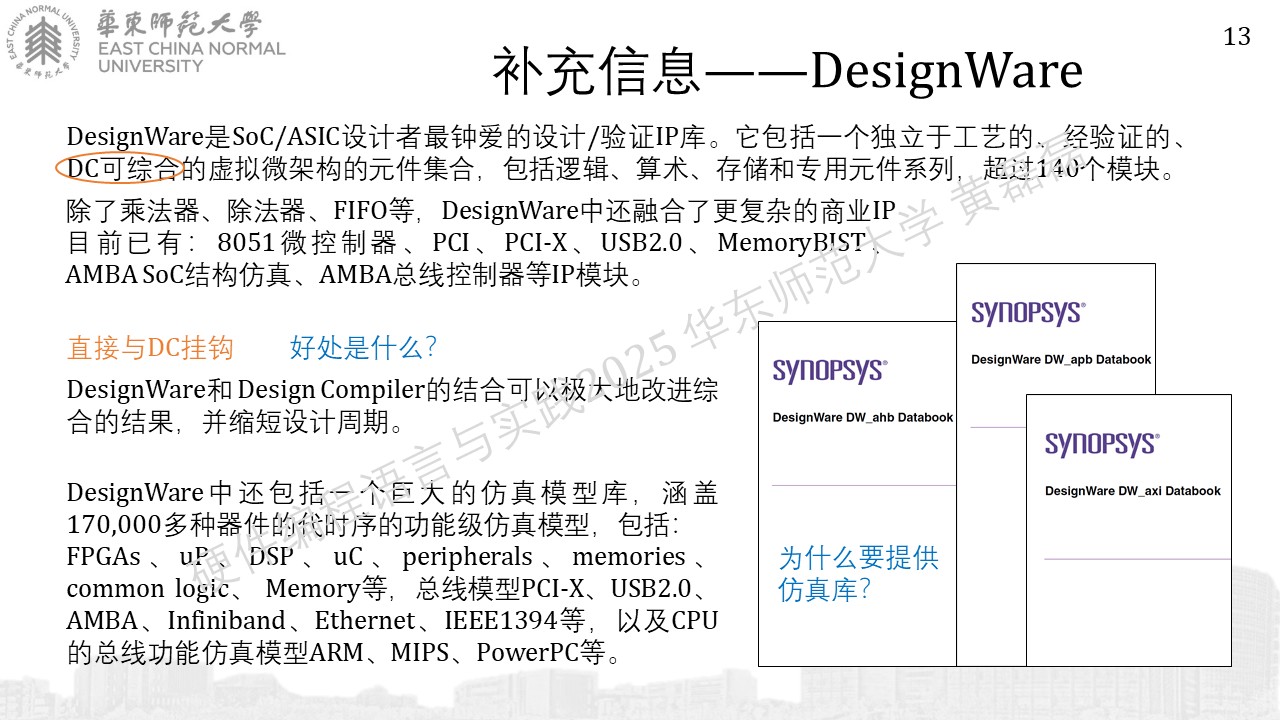 華東師範大學
EAST CHINA NORMAL
UNIVERSITY
EAST CHINA NORMAL UNIVERSITY
華東師範大學
13
补充信息——DesignWare
DesignWare是SoC/ASIC设计者最钟爱的设计/验证IP库。它包括一个独立于工艺的、经验证的、
DC可综合的虚拟微架构的元件集合，包括逻辑、算术、存储和专用元件系列，超过140个模块。
除了乘法器、除法器、FIFO等，DesignWare中还融合了更复杂的商业IP
目前已有：8051微控制器、PCI、PCI-X、USB2.0、MemoryBIST、
AMBA SoC结构仿真、AMBA总线控制器等IP模块。
直接与DC挂钩 好处是什么？
DesignWare和Design Compiler的结合可以极大地改进综
合的结果，并缩短设计周期。
DesignWare中还包括一个巨大的仿真模型库，涵盖
170,000多种器件的代时序的功能级仿真模型，包括：
FPGAs、uP、DSP、uC、peripherals、memories、
common logic、 Memory等，总线模型PCI-X、USB2.0、
AMBA、Infiniband、Ethernet、IEEE1394等，以及CPU
的总线功能仿真模型ARM、MIPS、PowerPC等。
SYNOPSYS®
DesignWare DW_ahb Databook
为什么要提供
仿真库？
SYNOPSYS®
DesignWare DW_apb Databook
SYNOPSYS®
DesignWare DW_axi Databook
硬件编程语言与实践2025 华东师范大学 黄磊磊